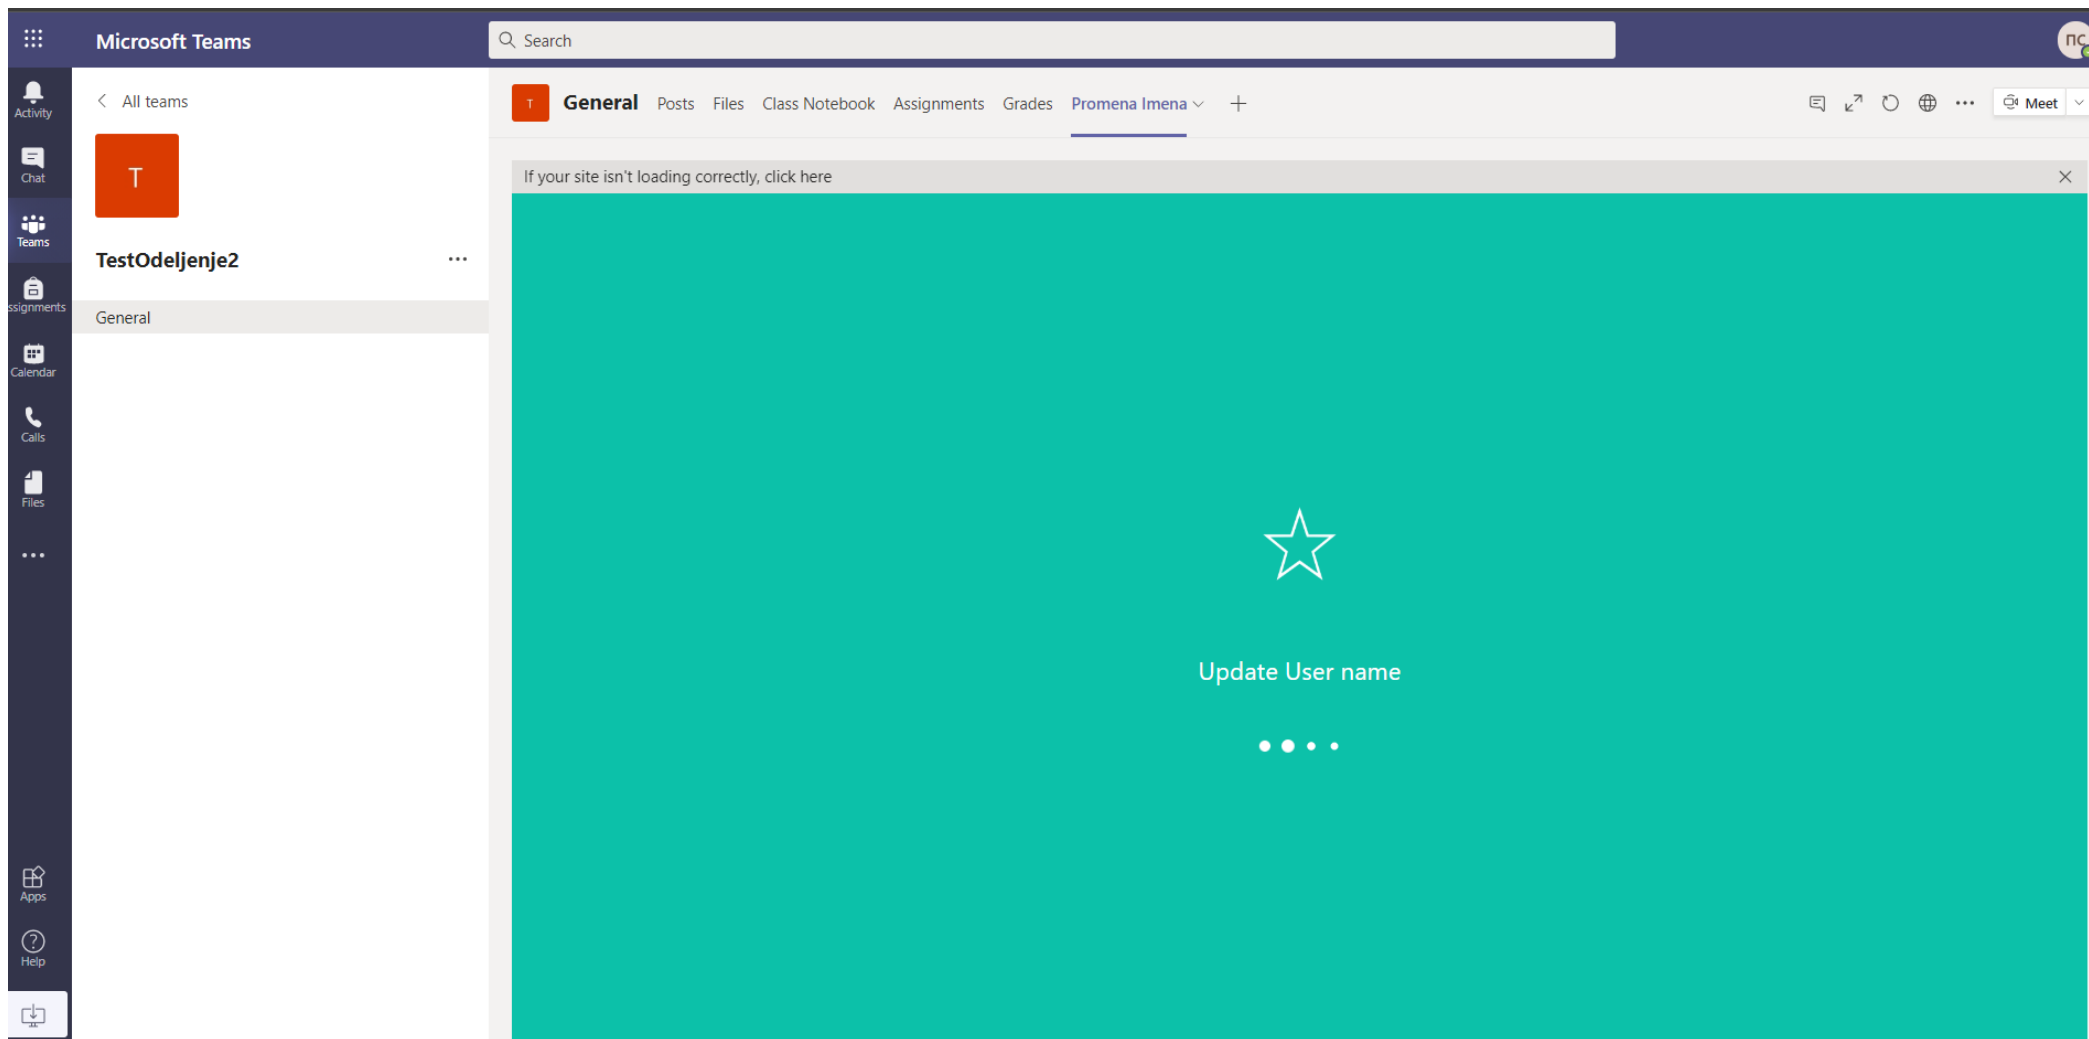 Microsoft Teams
Search
ПС
Activity
Chat
Teams
ssignments
Calendar
Calls
Files
Apps
Help
All teams
T
TestOdeljenje2
General
T General Posts Files Class Notebook Assignments Grades Promena Imena
Meet
If your site isn't loading correctly, click here
Update User name